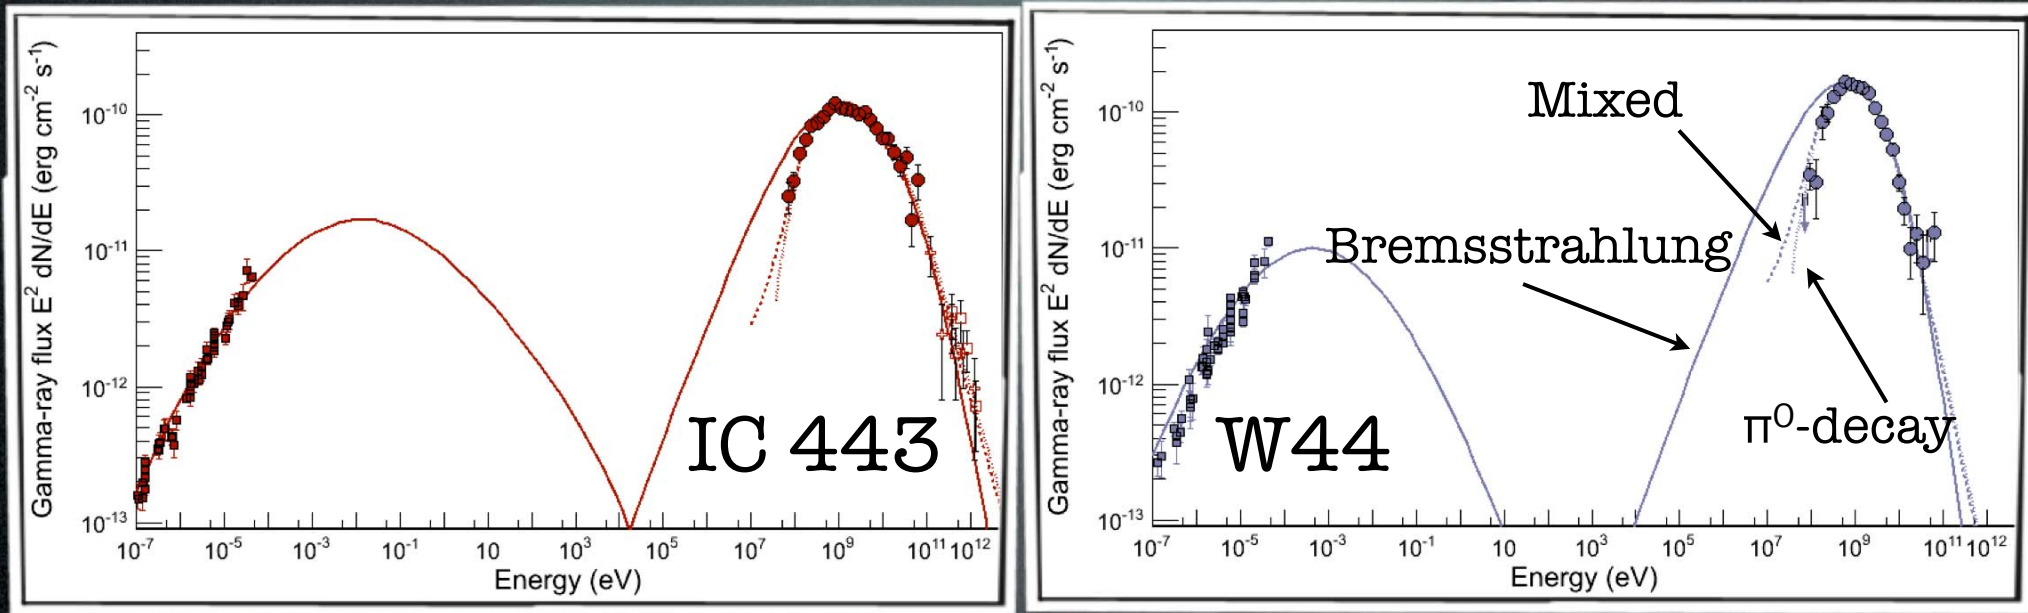 Gamma-ray flux E² dN/dE (erg cm⁻² s⁻¹)
10⁻¹⁰
10⁻¹¹
10⁻¹²
10⁻¹³
IC 443
10⁻⁷ 10⁻⁵ 10⁻³ 10⁻¹ 10 10³ 10⁵ 10⁷ 10⁹ 10¹¹ 10¹²
Energy (eV)
Gamma-ray flux E² dN/dE (erg cm⁻² s⁻¹)
10⁻¹⁰
10⁻¹¹
10⁻¹²
10⁻¹³
Mixed
Bremsstrahlung
π⁰-decay
W44
10⁻⁷ 10⁻⁵ 10⁻³ 10⁻¹ 10 10³ 10⁵ 10⁷ 10⁹ 10¹¹ 10¹²
Energy (eV)